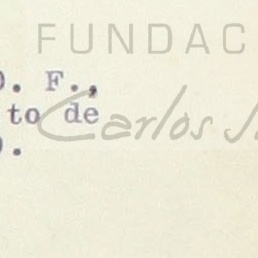 FUNDAC
D. F.,
to de
Carlos S